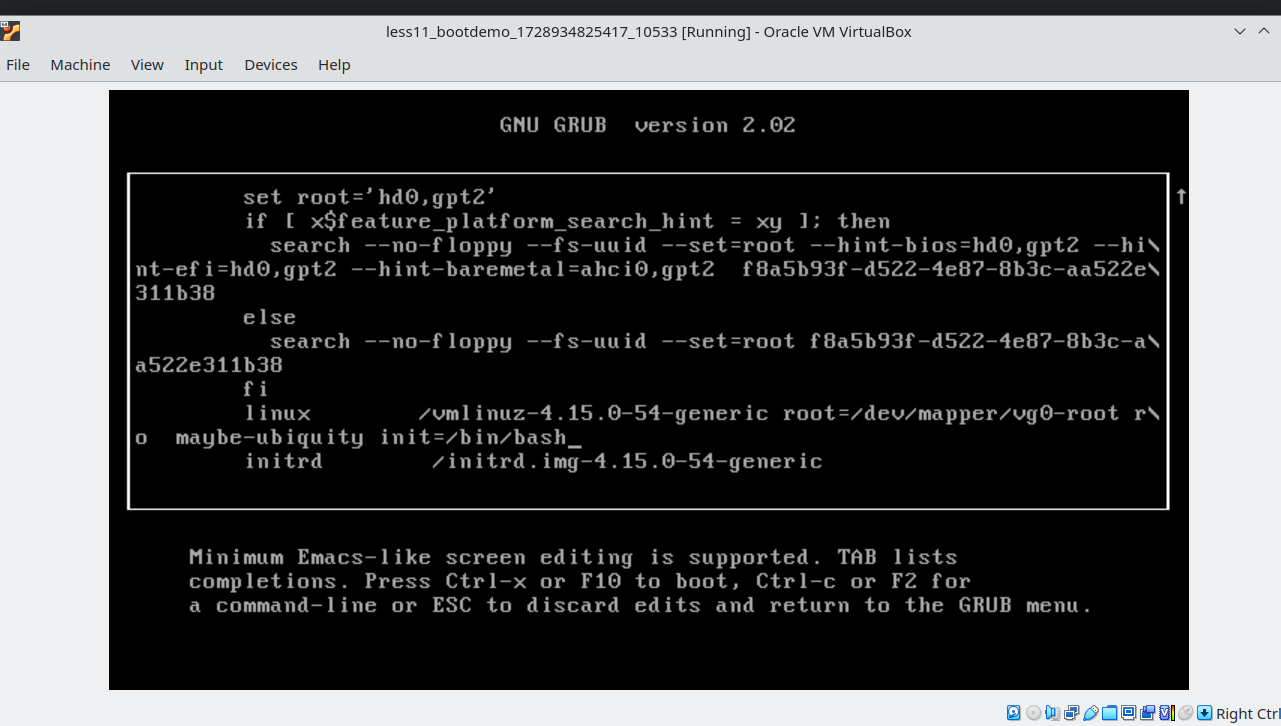 less11_bootdemo_1728934825417_10533 [Running] - Oracle VM VirtualBox
File Machine View Input Devices Help
GNU GRUB version 2.02
set root='hd0,gpt2'
if [ x$feature_platform_search_hint = xy ]; then
search --no-floppy --fs-uuid --set=root --hint-bios=hd0,gpt2 --hi\
nt-efi=hd0,gpt2 --hint-baremetal=ahci0,gpt2 f8a5b93f-d522-4e87-8b3c-aa522e\
311b38
else
search --no-floppy --fs-uuid --set=root f8a5b93f-d522-4e87-8b3c-a\
a522e311b38
fi
linux /vmlinuz-4.15.0-54-generic root=/dev/mapper/vg0-root r\
o maybe-ubiquity init=/bin/bash_
initrd /initrd.img-4.15.0-54-generic
Minimum Emacs-like screen editing is supported. TAB lists
completions. Press Ctrl-x or F10 to boot, Ctrl-c or F2 for
a command-line or ESC to discard edits and return to the GRUB menu.
Right Ctrl